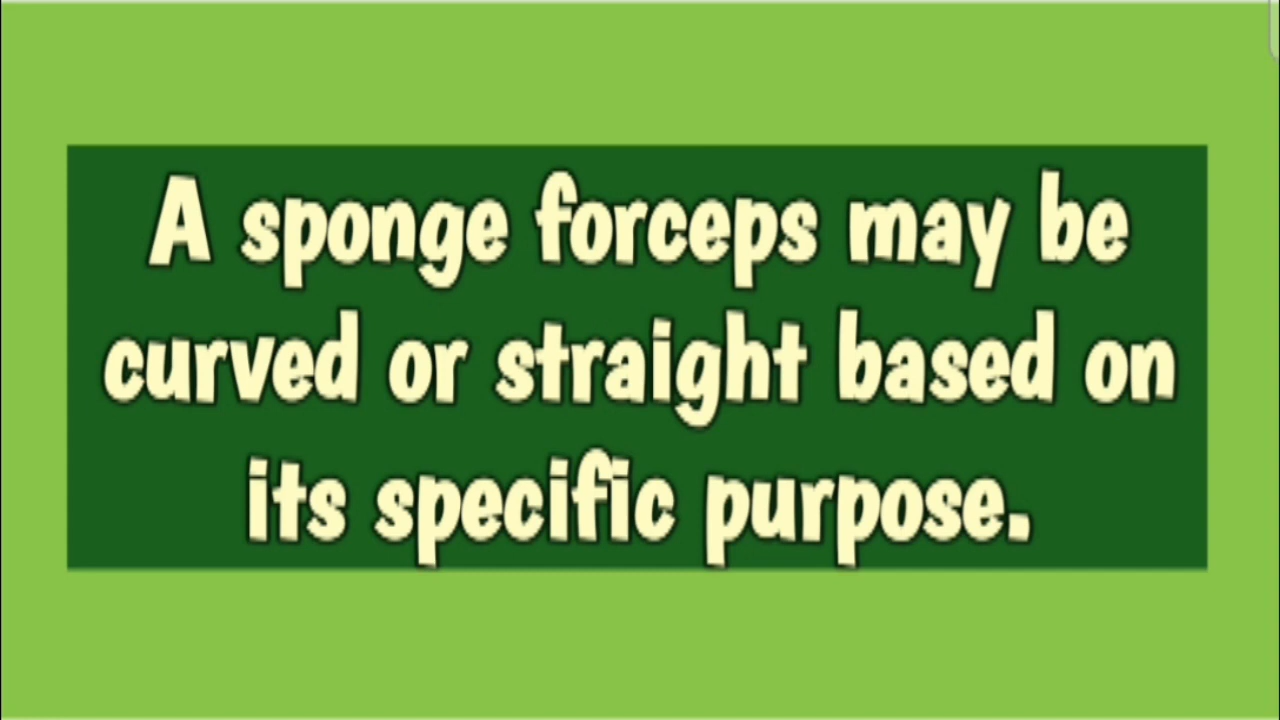 A sponge forceps may be
curved or straight based on
its specific purpose.